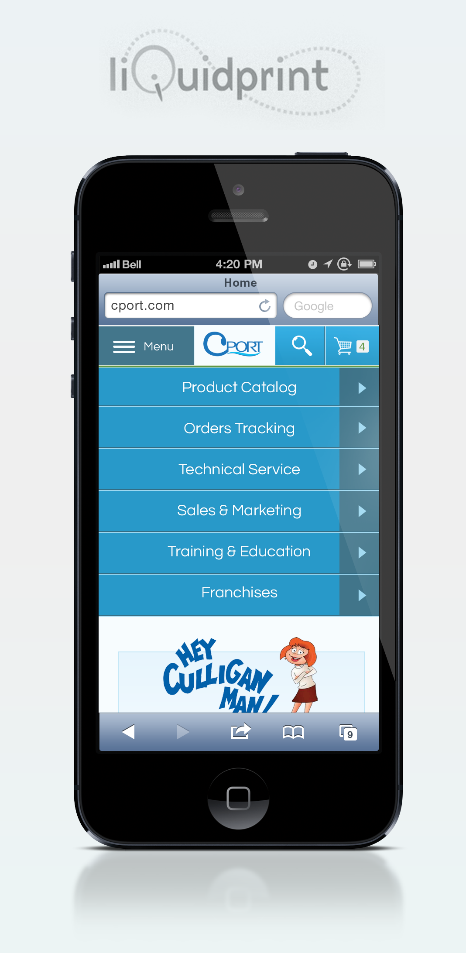 liQuidprint
Bell 4:20 PM
Home
cport.com Google
Menu CPORT 4
Product Catalog
Orders Tracking
Technical Service
Sales & Marketing
Training & Education
Franchises
HEY
CULLIGAN
MAN!
9